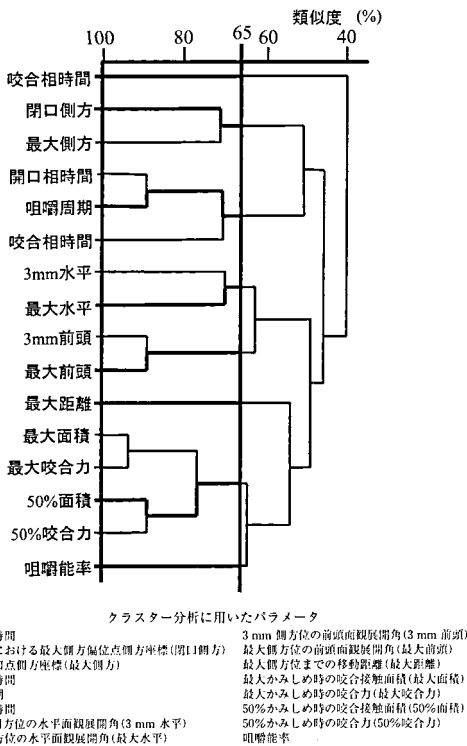 類似度 (%)
100 80 65 60 40
咬合相時間
閉口側方
最大側方
開口相時間
咀嚼周期
咬合相時間
3mm水平
最大水平
3mm前頭
最大前頭
最大距離
最大面積
最大咬合力
50%面積
50%咬合力
咀嚼能率
クラスター分析に用いたパラメータ
時間
における最大側方偏位点側方座標(閉口側方)
点側方座標(最大側方)
時間
時間
方位の水平面観展開角(3 mm 水平)
方位の水平面観展開角(最大水平)
3 mm 側方位の前頭面観展開角(3 mm 前頭)
最大側方位の前頭面観展開角(最大前頭)
最大側方位までの移動距離(最大距離)
最大かみしめ時の咬合接触面積(最大面積)
最大かみしめ時の咬合力(最大咬合力)
50%かみしめ時の咬合接触面積(50%面積)
50%かみしめ時の咬合力(50%咬合力)
咀嚼能率